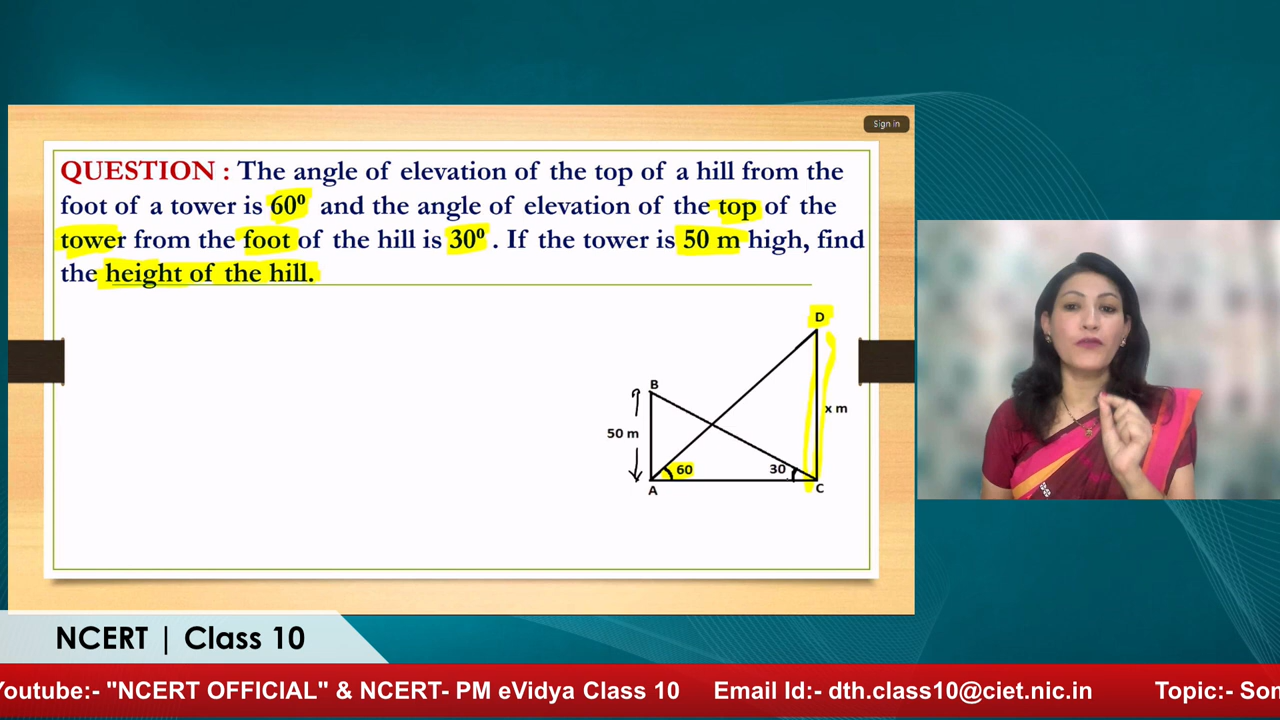 Sign in
QUESTION : The angle of elevation of the top of a hill from the
foot of a tower is 60⁰ and the angle of elevation of the top of the
tower from the foot of the hill is 30⁰ . If the tower is 50 m high, find
the height of the hill.
D
B
x m
50 m
60
30
A
C
NCERT | Class 10
Youtube:- "NCERT OFFICIAL" & NCERT- PM eVidya Class 10 Email Id:- dth.class10@ciet.nic.in Topic:- Som